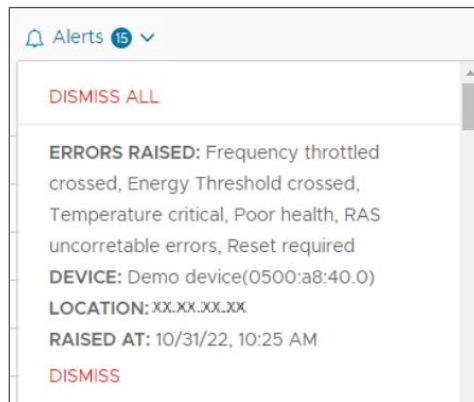 Alerts 15
DISMISS ALL
ERRORS RAISED: Frequency throttled
crossed, Energy Threshold crossed,
Temperature critical, Poor health, RAS
uncorretable errors, Reset required
DEVICE: Demo device(0500:a8:40.0)
LOCATION: XX.XX.XX.XX
RAISED AT: 10/31/22, 10:25 AM
DISMISS